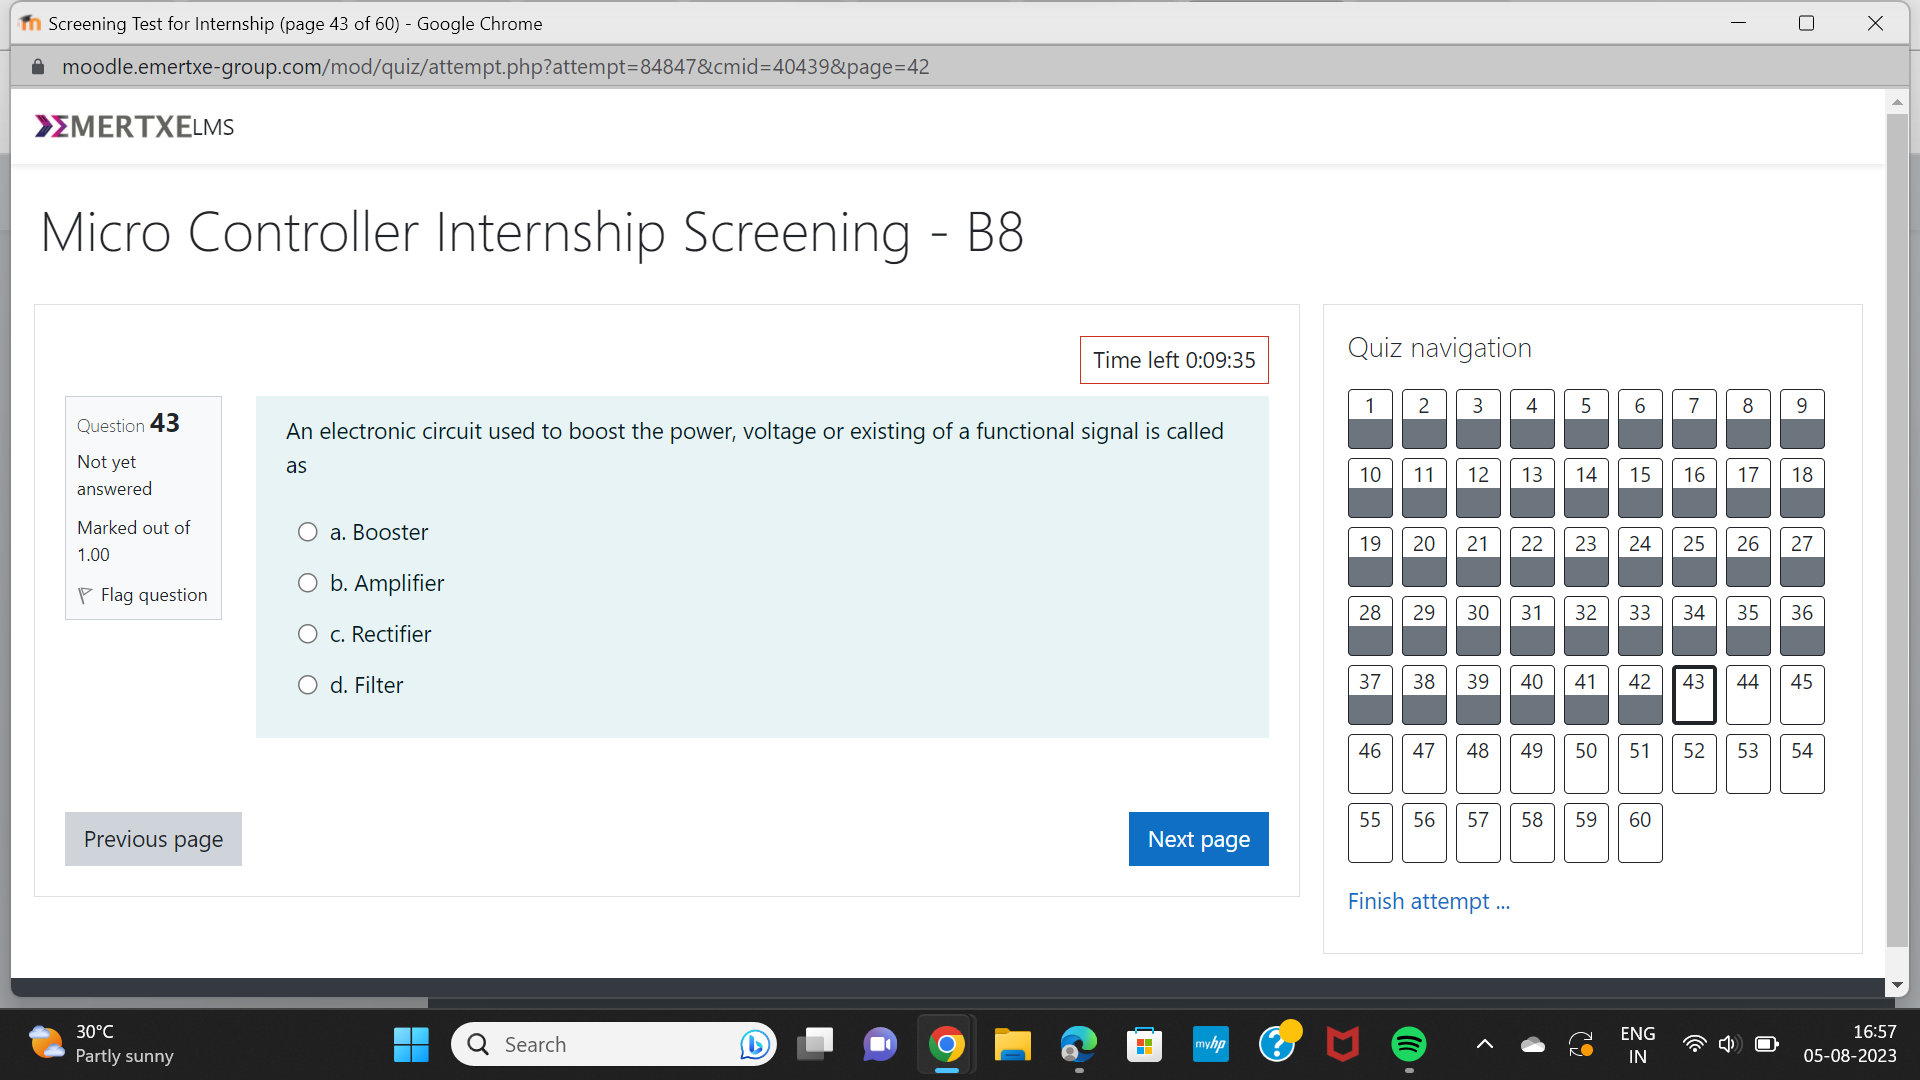 Screening Test for Internship (page 43 of 60) - Google Chrome
moodle.emertxe-group.com/mod/quiz/attempt.php?attempt=84847&cmid=40439&page=42
EMERTXE LMS
Micro Controller Internship Screening - B8
Time left 0:09:35
Question 43
Not yet
answered
Marked out of
1.00
Flag question
An electronic circuit used to boost the power, voltage or existing of a functional signal is called
as
a. Booster
b. Amplifier
c. Rectifier
d. Filter
Previous page
Next page
Quiz navigation
1 2 3 4 5 6 7 8 9
10 11 12 13 14 15 16 17 18
19 20 21 22 23 24 25 26 27
28 29 30 31 32 33 34 35 36
37 38 39 40 41 42 43 44 45
46 47 48 49 50 51 52 53 54
55 56 57 58 59 60
Finish attempt ...
30°C
Partly sunny
Search
myhp
ENG
IN
16:57
05-08-2023